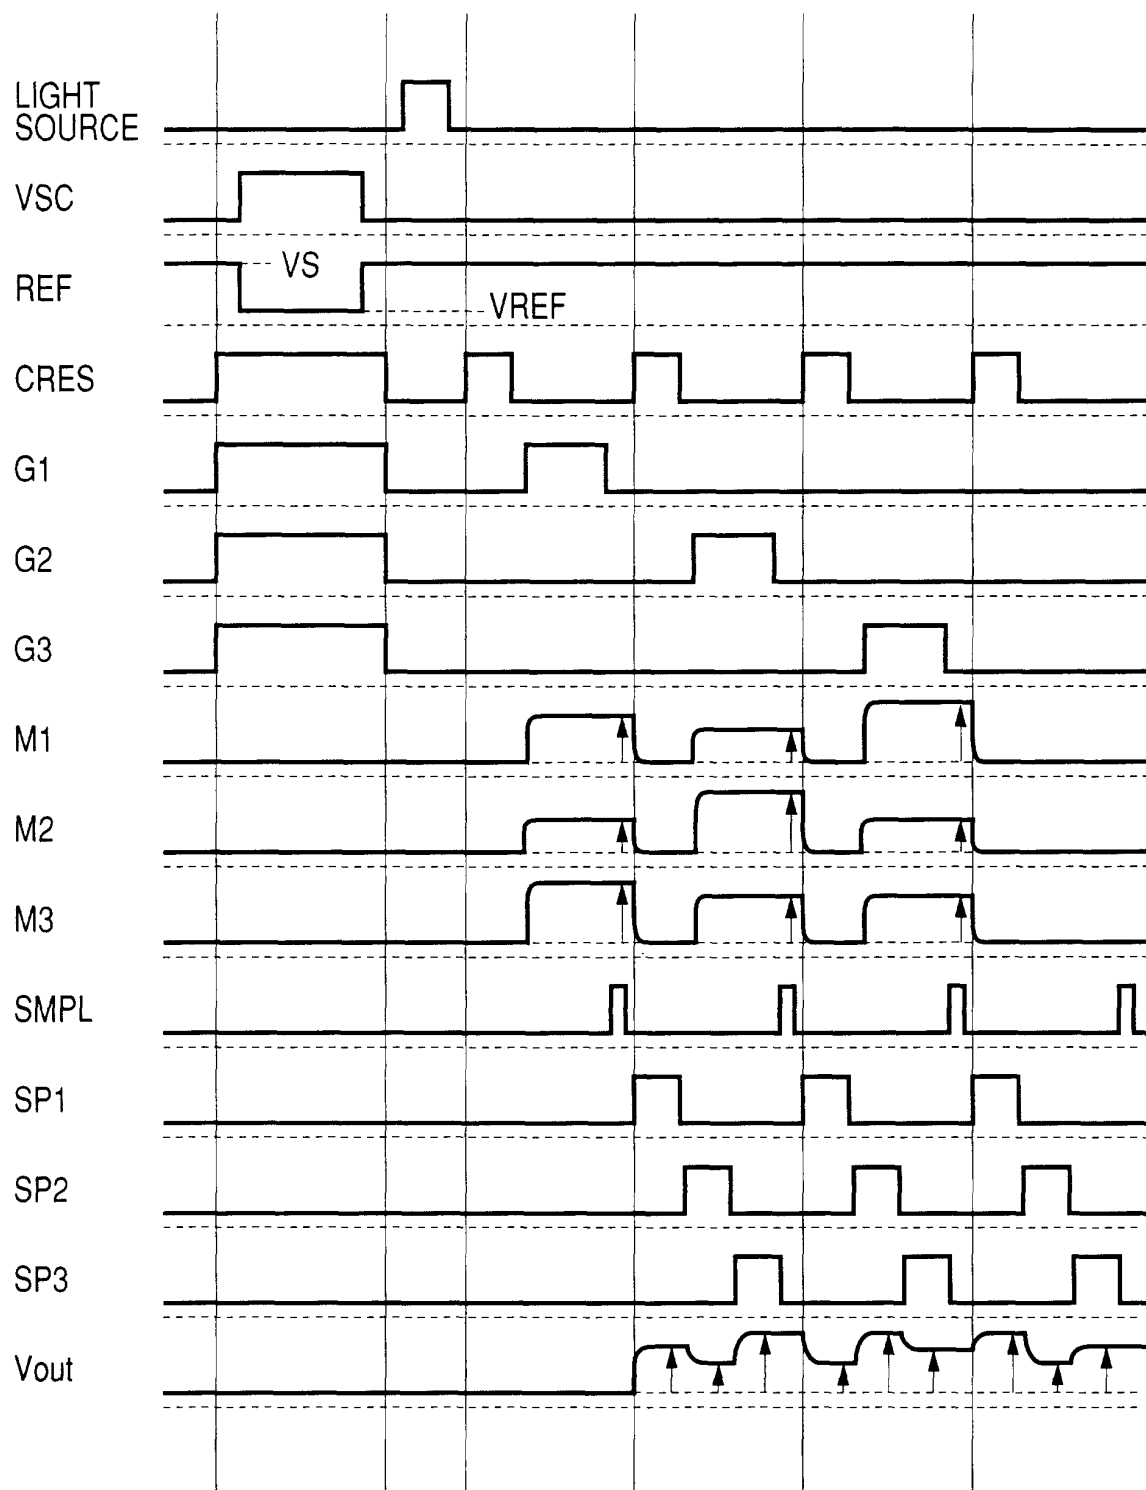 LIGHT
SOURCE
VSC
VS
REF
VREF
CRES
G1
G2
G3
M1
M2
M3
SMPL
SP1
SP2
SP3
Vout